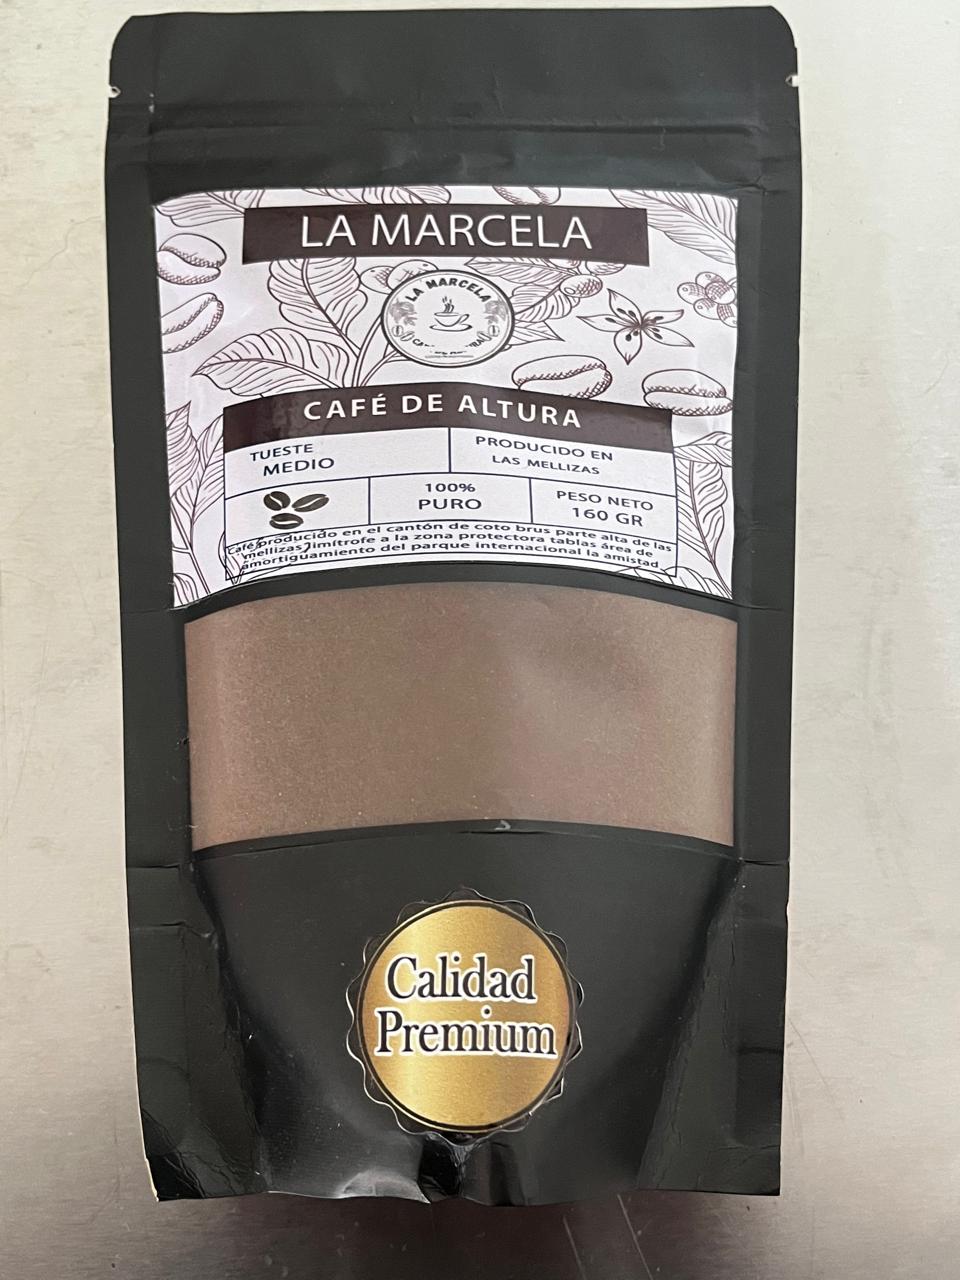 LA MARCELA
LA MARCELA
CAFÉ DE ALTURA
TUESTE
MEDIO
PRODUCIDO EN
LAS MELLIZAS
100%
PURO
PESO NETO
160 GR
Café producido en el cantón de coto brus parte alta de las
mellizas limítrofe a la zona protectora tablas área de
amortiguamiento del parque internacional la amistad
Calidad
Premium